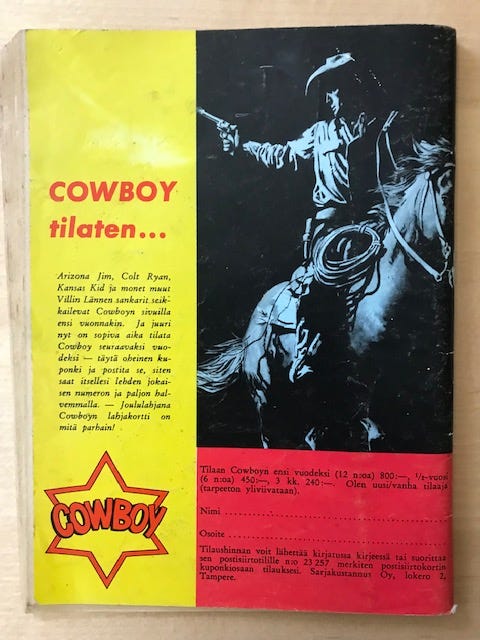 COWBOY
tilaten...
Arizona Jim, Colt Ryan,
Kansas Kid ja monet muut
Villin Lännen sankarit seik-
kailevat Cowboyn sivuilla
ensi vuonnakin. Ja juuri
nyt on sopiva aika tilata
Cowboy seuraavaksi vuo-
deksi — täytä oheinen ku-
ponki ja postita se, siten
saat itsellesi lehden jokai-
sen numeron ja paljon hal-
vemmalla. — Joululahjana
Cowboyn lahjakortti on
mitä parhain!
COWBOY
Tilaan Cowboyn ensi vuodeksi (12 n:oa) 800:—, 1/2-vuosi
(6 n:oa) 450:—, 3 kk. 240:—. Olen uusi/vanha tilaaja
(tarpeeton yliviivataan).
Nimi
Osoite
Tilaushinnan voit lähettää kirjatussa kirjeessä tai suorittaa
sen postisiirtotilille n:o 23 257 merkiten postisiirtokortin
kuponkiosaan tilauksesi. Sarjakustannus Oy, lokero 2,
Tampere.